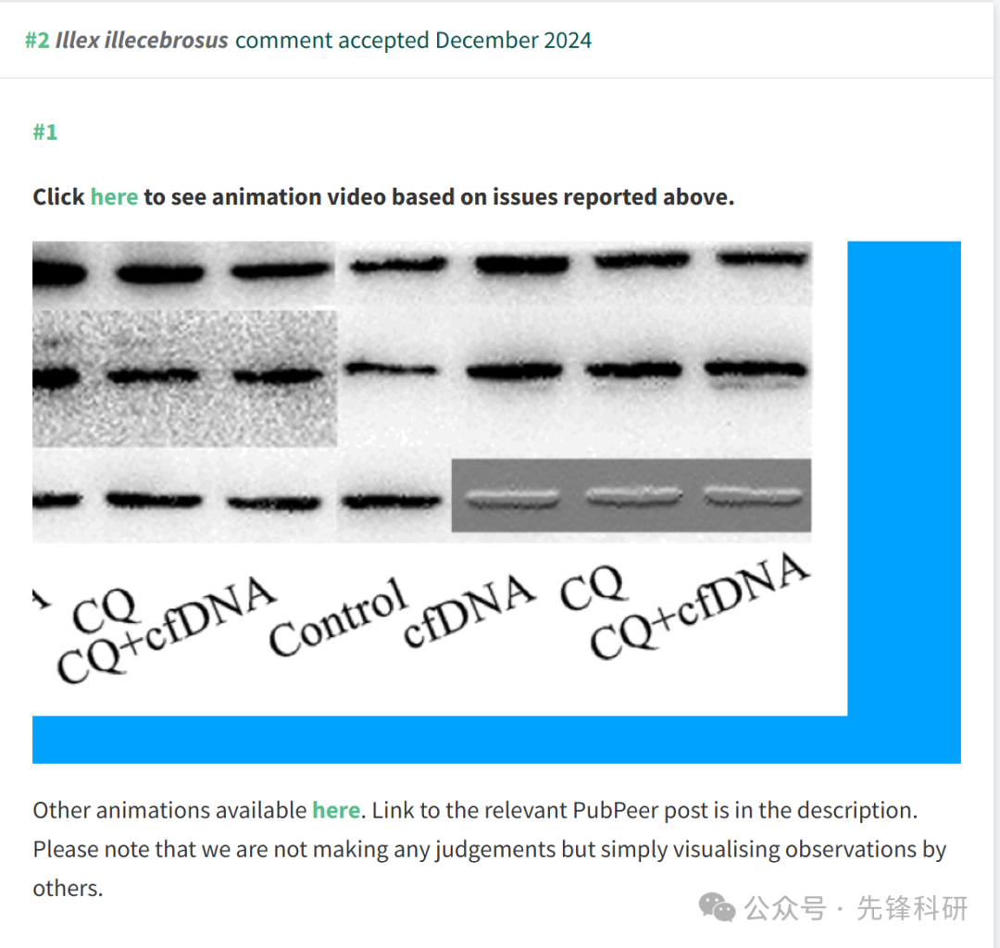 #2 Illex illecebrosus comment accepted December 2024
#1
Click here to see animation video based on issues reported above.
CQ
CQ+cfDNA
Control
cfDNA
CQ
CQ+cfDNA
Other animations available here. Link to the relevant PubPeer post is in the description.
Please note that we are not making any judgements but simply visualising observations by
others.
公众号 · 先锋科研